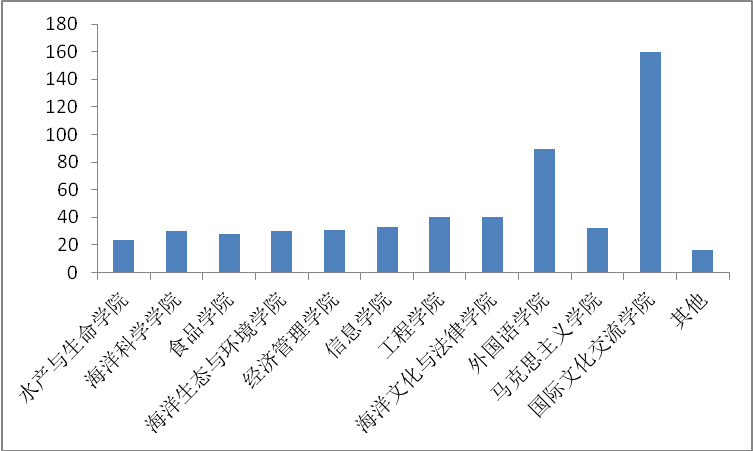 180
160
140
120
100
80
60
40
20
0
水产与生命学院
海洋科学学院
食品学院
海洋生态与环境学院
经济管理学院
信息学院
工程学院
海洋文化与法律学院
外国语学院
马克思主义学院
国际文化交流学院
其他